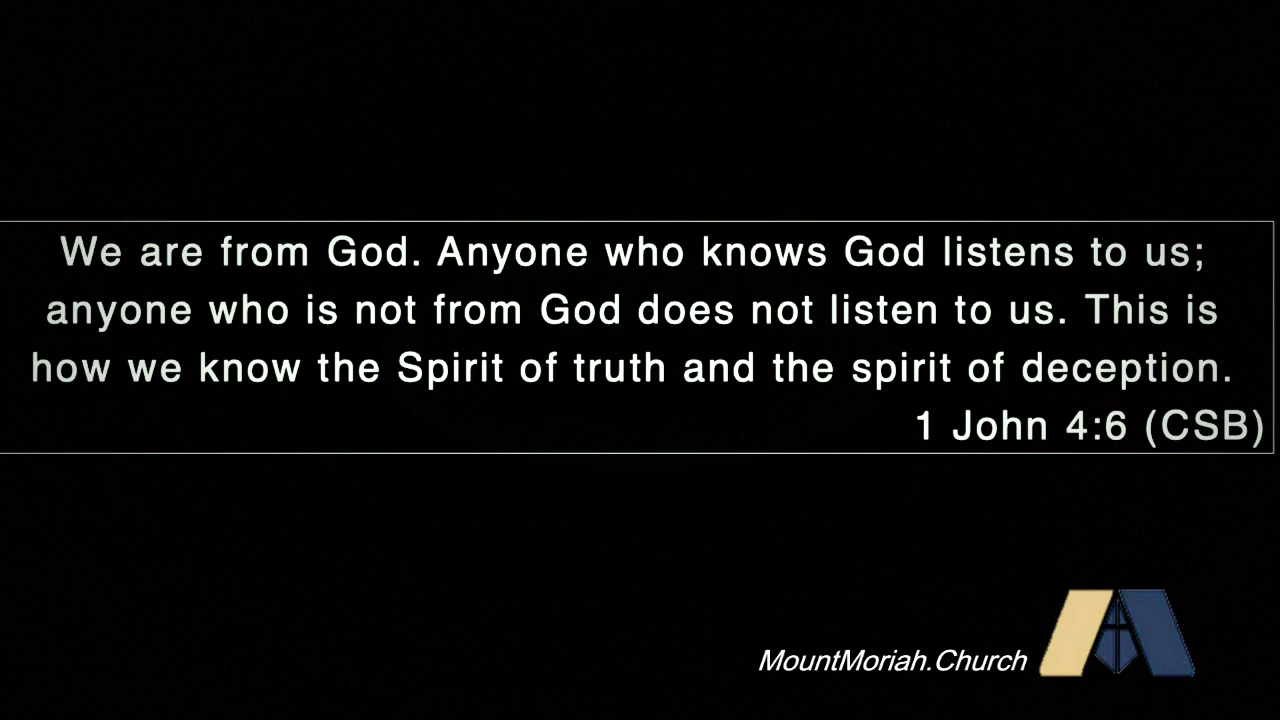 We are from God. Anyone who knows God listens to us;
anyone who is not from God does not listen to us. This is
how we know the Spirit of truth and the spirit of deception.
1 John 4:6 (CSB)
MountMoriah.Church